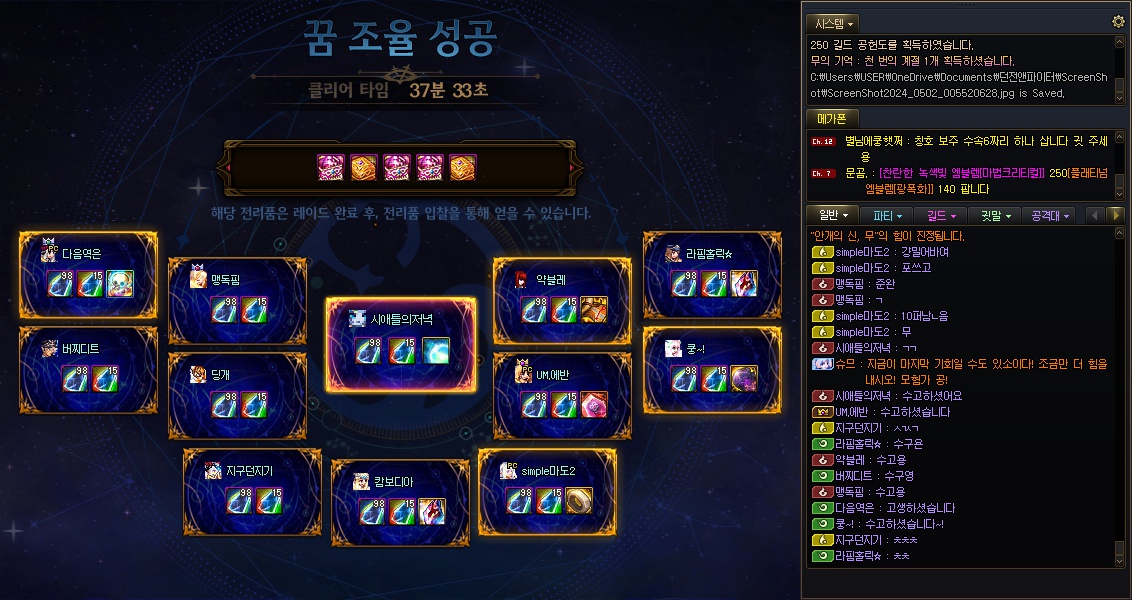 꿈 조율 성공
클리어 타임 37분 33초
해당 전리품은 레이드 완료 후, 전리품 입찰을 통해 얻을 수 있습니다.
PC 다음역은
98 15
맹독핌
98 15
시애틀의저녁
98 15
약블레
98 15
라핌홀릭☆
98 15
버찌디트
98 15
딩개
98 15
PC UM,에반
98 15
쿵~!
98 15
지구던지기
98 15
캄보디아
98 15
PC simple마도2
98 15
시스템
250 길드 공헌도를 획득하였습니다.
무의 기억 : 천 번의 계절 1개 획득하셨습니다.
C:₩Users₩USER₩OneDrive₩Documents₩던전앤파이터₩ScreenSh
ot₩ScreenShot2024_0502_005520628.jpg is Saved.
메가폰
Ch. 12 별님에쿵햇쩌 : 칭호 보주 수속6짜리 하나 삽니다 귓 주세
용
Ch. 7 문곰, : [찬란한 녹색빛 엠블렘[마법크리티컬]] 250[플래티넘
엠블렘[광폭화]] 140 팝니다
일반 파티 길드 귓말 공격대
"안개의 신, 무"의 힘이 진정됩니다.
simple마도2 : 강밀어바여
simple마도2 : 포쓰고
맹독핌 : 준완
맹독핌 : ㄱ
simple마도2 : 10퍼남ㄴ음
simple마도2 : 무
시애틀의저녁 : ㄱㄱ
슈므 : 지금이 마지막 기회일 수도 있소이다! 조금만 더 힘을
내시오! 모험가 공!
시애틀의저녁 : 수고하셨어요
UM,에반 : 수고하셨습니다
지구던지기 : ㅅㄱㄱ
라핌홀릭☆ : 수구욘
약블레 : 수고용
버찌디트 : 수구영
맹독핌 : 수고용
다음역은 : 고생하셨습니다
쿵~! : 수고하셨습니다~!
지구던지기 : ㅊㅊㅊ
라핌홀릭☆ : ㅊㅊ